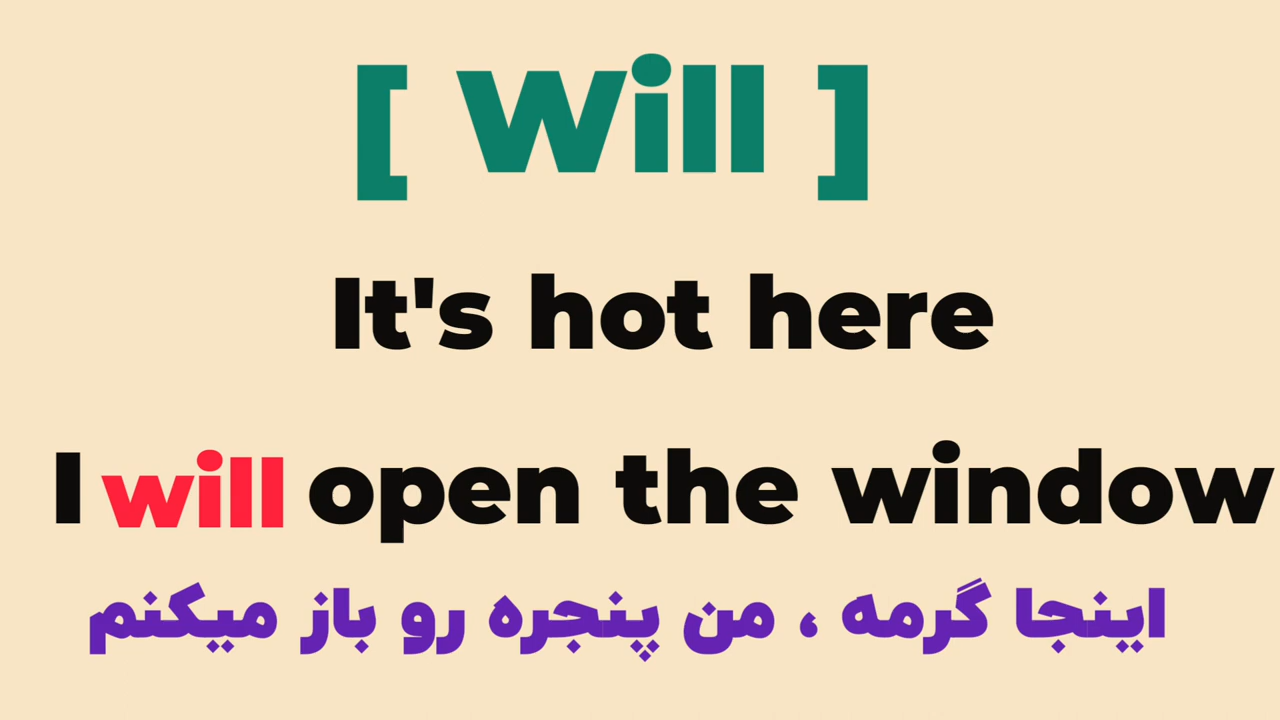 [ Will ]
It's hot here
I will open the window
اینجا گرمه ، من پنجره رو باز میکنم